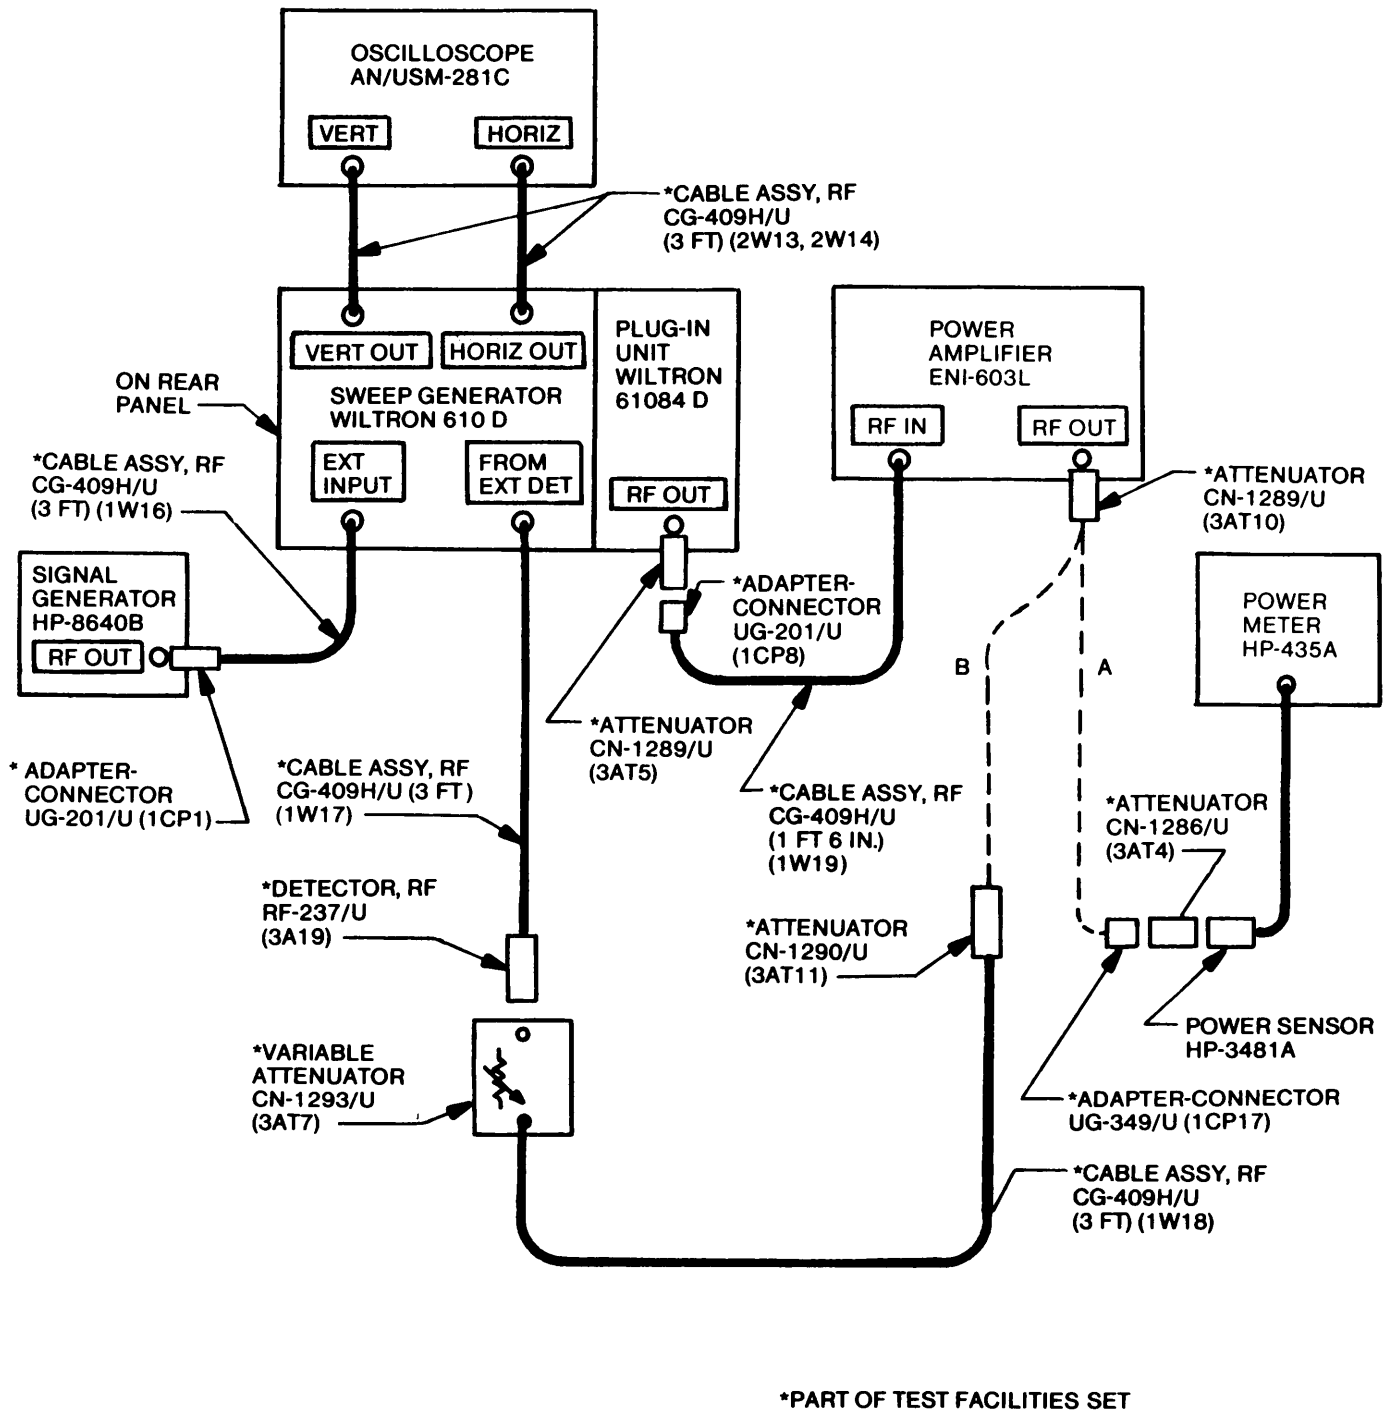 OSCILLOSCOPE
AN/USM-281C
VERT
HORIZ
*CABLE ASSY, RF
CG-409H/U
(3 FT) (2W13, 2W14)
VERT OUT
HORIZ OUT
SWEEP GENERATOR
WILTRON 610 D
EXT
INPUT
FROM
EXT DET
PLUG-IN
UNIT
WILTRON
61084 D
RF OUT
POWER
AMPLIFIER
ENI-603L
RF IN
RF OUT
ON REAR
PANEL
*CABLE ASSY, RF
CG-409H/U
(3 FT) (1W16)
*ATTENUATOR
CN-1289/U
(3AT10)
SIGNAL
GENERATOR
HP-8640B
RF OUT
*ADAPTER-
CONNECTOR
UG-201/U
(1CP8)
POWER
METER
HP-435A
B
A
*ATTENUATOR
CN-1289/U
(3AT5)
* ADAPTER-
CONNECTOR
UG-201/U (1CP1)
*CABLE ASSY, RF
CG-409H/U (3 FT)
(1W17)
*CABLE ASSY, RF
CG-409H/U
(1 FT 6 IN.)
(1W19)
*ATTENUATOR
CN-1286/U
(3AT4)
*DETECTOR, RF
RF-237/U
(3A19)
*ATTENUATOR
CN-1290/U
(3AT11)
POWER SENSOR
HP-3481A
*VARIABLE
ATTENUATOR
CN-1293/U
(3AT7)
*ADAPTER-CONNECTOR
UG-349/U (1CP17)
*CABLE ASSY, RF
CG-409H/U
(3 FT) (1W18)
*PART OF TEST FACILITIES SET